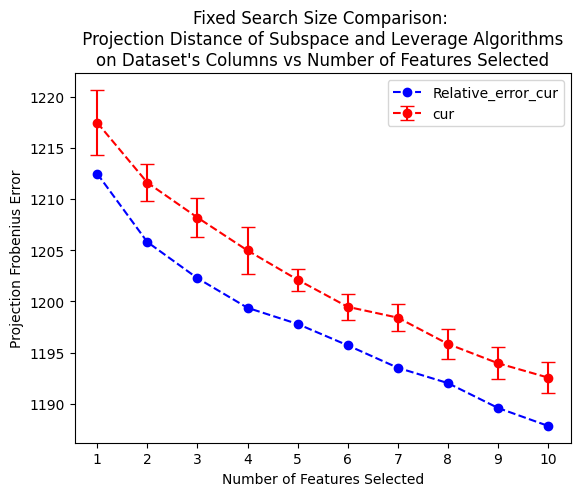 Fixed Search Size Comparison:
Projection Distance of Subspace and Leverage Algorithms
on Dataset's Columns vs Number of Features Selected
Relative_error_cur
cur
Projection Frobenius Error
1220
1215
1210
1205
1200
1195
1190
1 2 3 4 5 6 7 8 9 10
Number of Features Selected